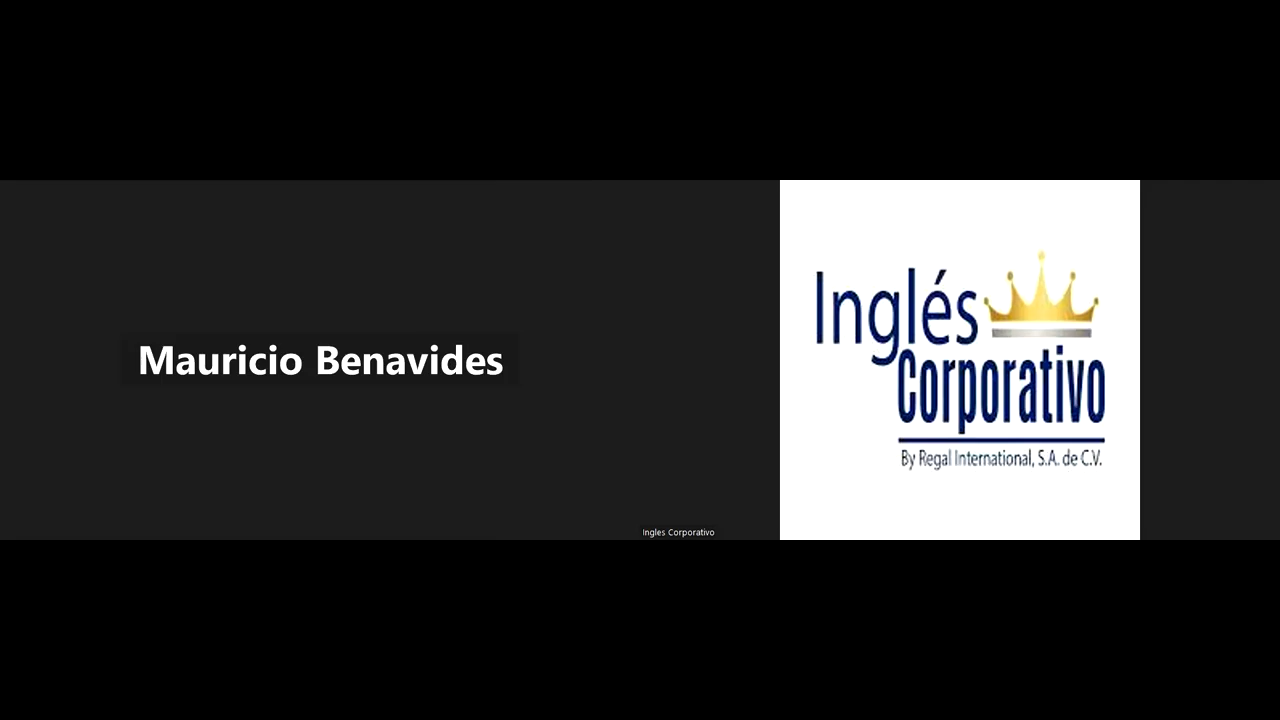 Mauricio Benavides
Inglés
Corporativo
By Regal International, S.A. de C.V.
Ingles Corporativo